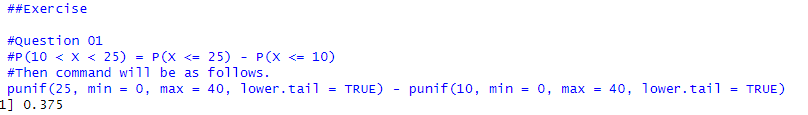 ##Exercise
#Question 01
#P(10 < X < 25) = P(X <= 25) - P(X <= 10)
#Then command will be as follows.
punif(25, min = 0, max = 40, lower.tail = TRUE) - punif(10, min = 0, max = 40, lower.tail = TRUE)
1] 0.375